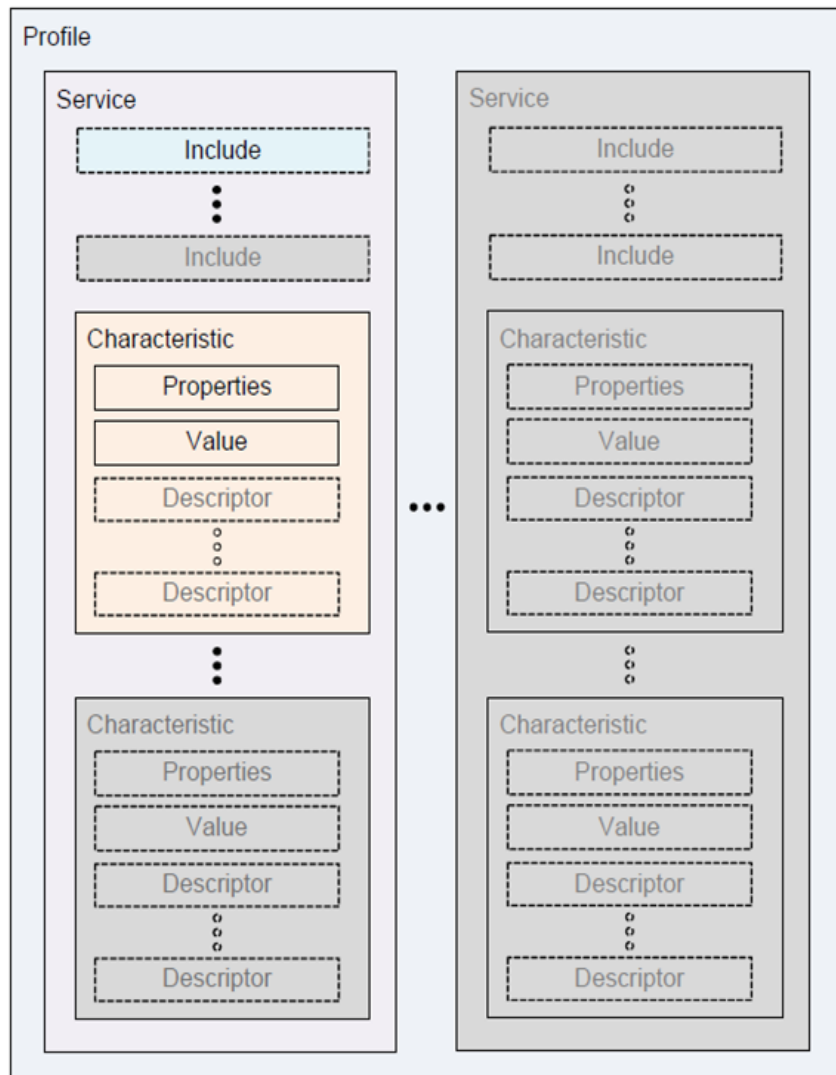 Profile
Service
Include
Include
Characteristic
Properties
Value
Descriptor
Descriptor
Characteristic
Properties
Value
Descriptor
Descriptor
Service
Include
Include
Characteristic
Properties
Value
Descriptor
Descriptor
Characteristic
Properties
Value
Descriptor
Descriptor